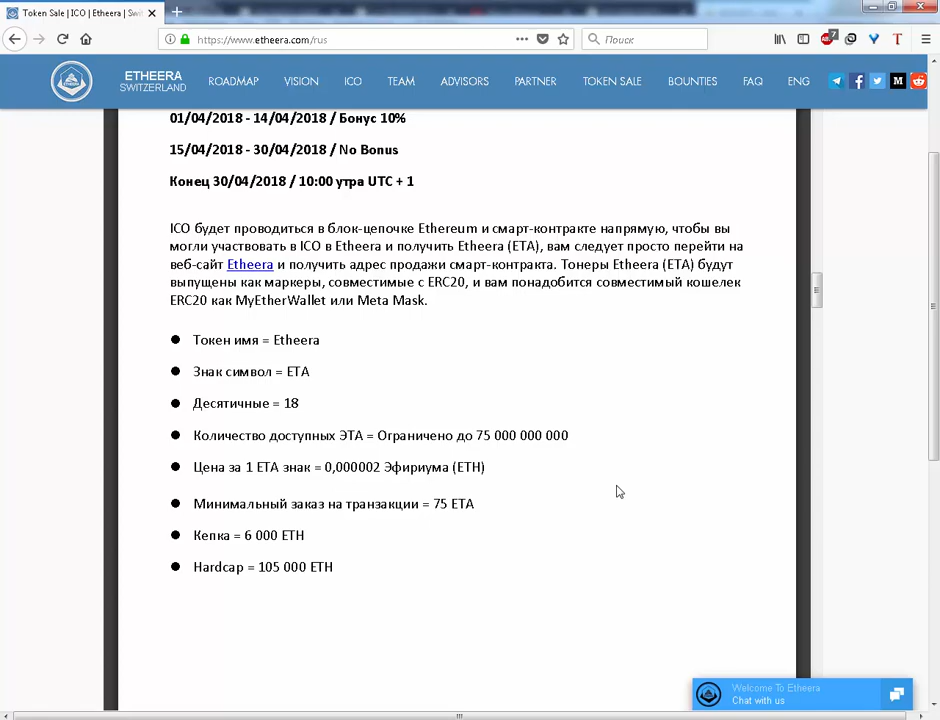 Token Sale | ICO | Etheera | Swi
https://www.etheera.com/rus
Поиск
7
ETHEERA
SWITZERLAND
ROADMAP VISION ICO TEAM ADVISORS PARTNER TOKEN SALE BOUNTIES FAQ ENG
01/04/2018 - 14/04/2018 / Бонус 10%
15/04/2018 - 30/04/2018 / No Bonus
Конец 30/04/2018 / 10:00 утра UTC + 1
ICO будет проводиться в блок-цепочке Ethereum и смарт-контракте напрямую, чтобы вы
могли участвовать в ICO в Etheera и получить Etheera (ETA), вам следует просто перейти на
веб-сайт Etheera и получить адрес продажи смарт-контракта. Тонеры Etheera (ETA) будут
выпущены как маркеры, совместимые с ERC20, и вам понадобится совместимый кошелек
ERC20 как MyEtherWallet или Meta Mask.
● Токен имя = Etheera
● Знак символ = ETA
● Десятичные = 18
● Количество доступных ЭТА = Ограничено до 75 000 000 000
● Цена за 1 ETA знак = 0,000002 Эфириума (ETH)
● Минимальный заказ на транзакции = 75 ETA
● Кепка = 6 000 ETH
● Hardcap = 105 000 ETH
Welcome To Etheera
Chat with us